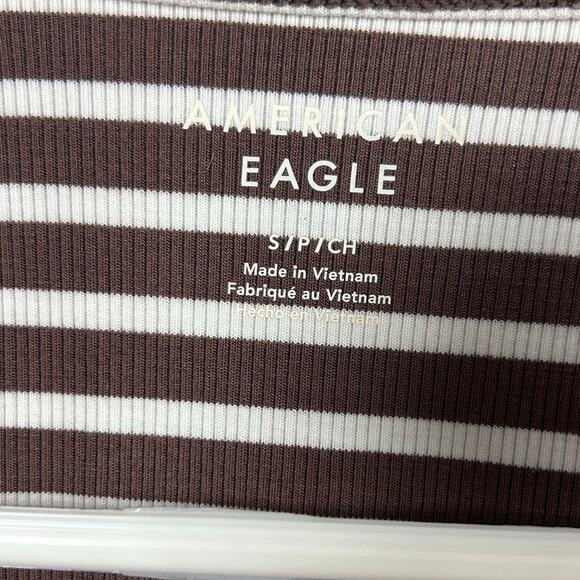 AMERICAN
EAGLE
S/P/CH
Made in Vietnam
Fabriqué au Vietnam
Hecho en Vietnam